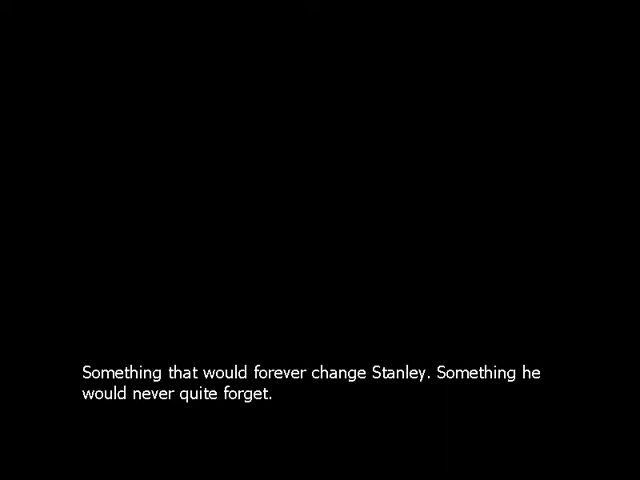 Something that would forever change Stanley. Something he
would never quite forget.